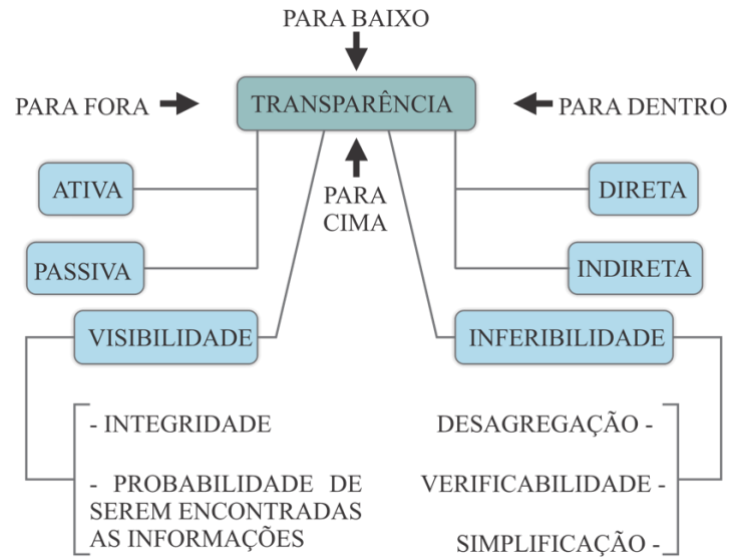 PARA BAIXO
PARA FORA
TRANSPARÊNCIA
PARA DENTRO
PARA
CIMA
ATIVA
DIRETA
PASSIVA
INDIRETA
VISIBILIDADE
INFERIBILIDADE
- INTEGRIDADE
- PROBABILIDADE DE
SEREM ENCONTRADAS
AS INFORMAÇÕES
DESAGREGAÇÃO -
VERIFICABILIDADE -
SIMPLIFICAÇÃO -